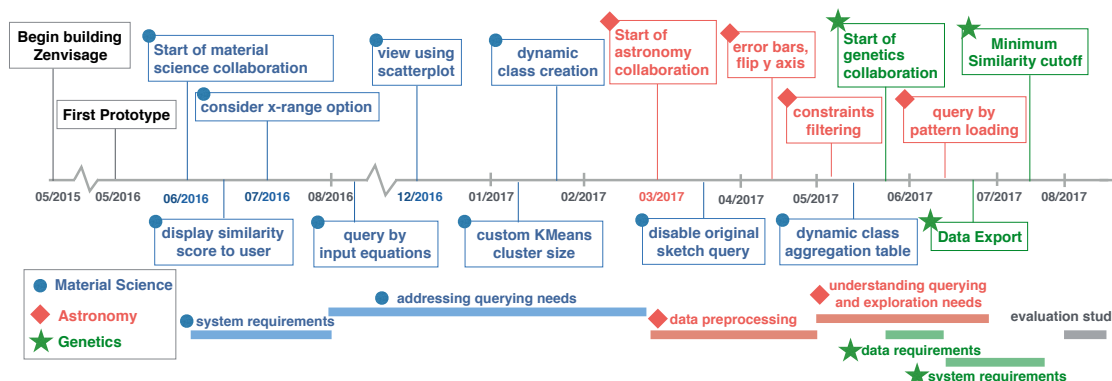 Begin building
Zenvisage
First Prototype
Start of material
science collaboration
consider x-range option
view using
scatterplot
dynamic
class creation
Start of
astronomy
collaboration
error bars,
flip y axis
constraints
filtering
Start of
genetics
collaboration
query by
pattern loading
Minimum
Similarity cutoff
05/2015
05/2016
06/2016
07/2016
08/2016
12/2016
01/2017
02/2017
03/2017
04/2017
05/2017
06/2017
07/2017
08/2017
display similarity
score to user
query by
input equations
custom KMeans
cluster size
disable original
sketch query
dynamic class
aggregation table
Data Export
Material Science
Astronomy
Genetics
system requirements
addressing querying needs
data preprocessing
understanding querying
and exploration needs
data requirements
system requirements
evaluation stud